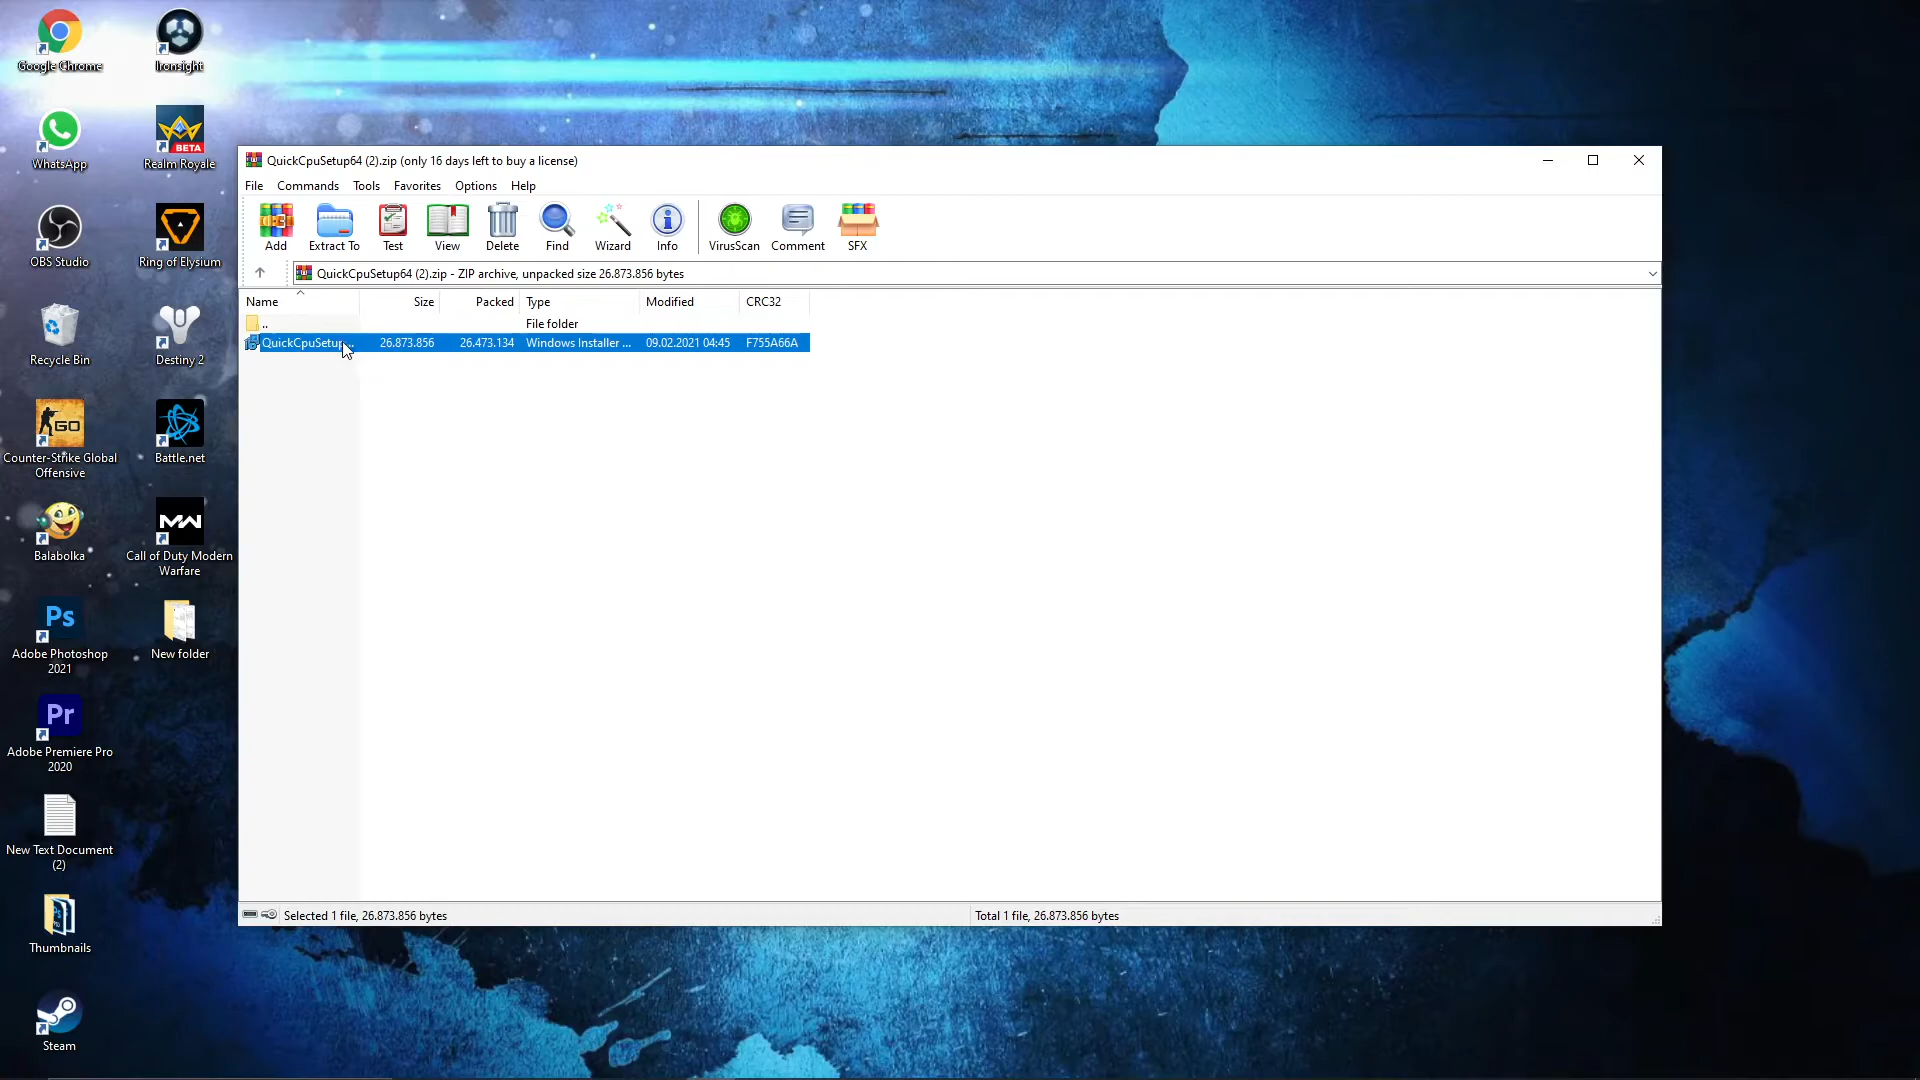 Google Chrome
Ironsight
WhatsApp
BETA
Realm Royale
OBS Studio
Ring of Elysium
Recycle Bin
Destiny 2
GO
Counter-Strike Global
Offensive
Battle.net
Balabolka
MW
Call of Duty Modern
Warfare
Ps
Adobe Photoshop
2021
New folder
Pr
Adobe Premiere Pro
2020
New Text Document
(2)
Thumbnails
Steam
QuickCpuSetup64 (2).zip (only 16 days left to buy a license)
File Commands Tools Favorites Options Help
Add Extract To Test View Delete Find Wizard Info VirusScan Comment SFX
QuickCpuSetup64 (2).zip - ZIP archive, unpacked size 26.873.856 bytes
Name Size Packed Type Modified CRC32
.. File folder
QuickCpuSetup... 26.873.856 26.473.134 Windows Installer ... 09.02.2021 04:45 F755A66A
Selected 1 file, 26.873.856 bytes
Total 1 file, 26.873.856 bytes